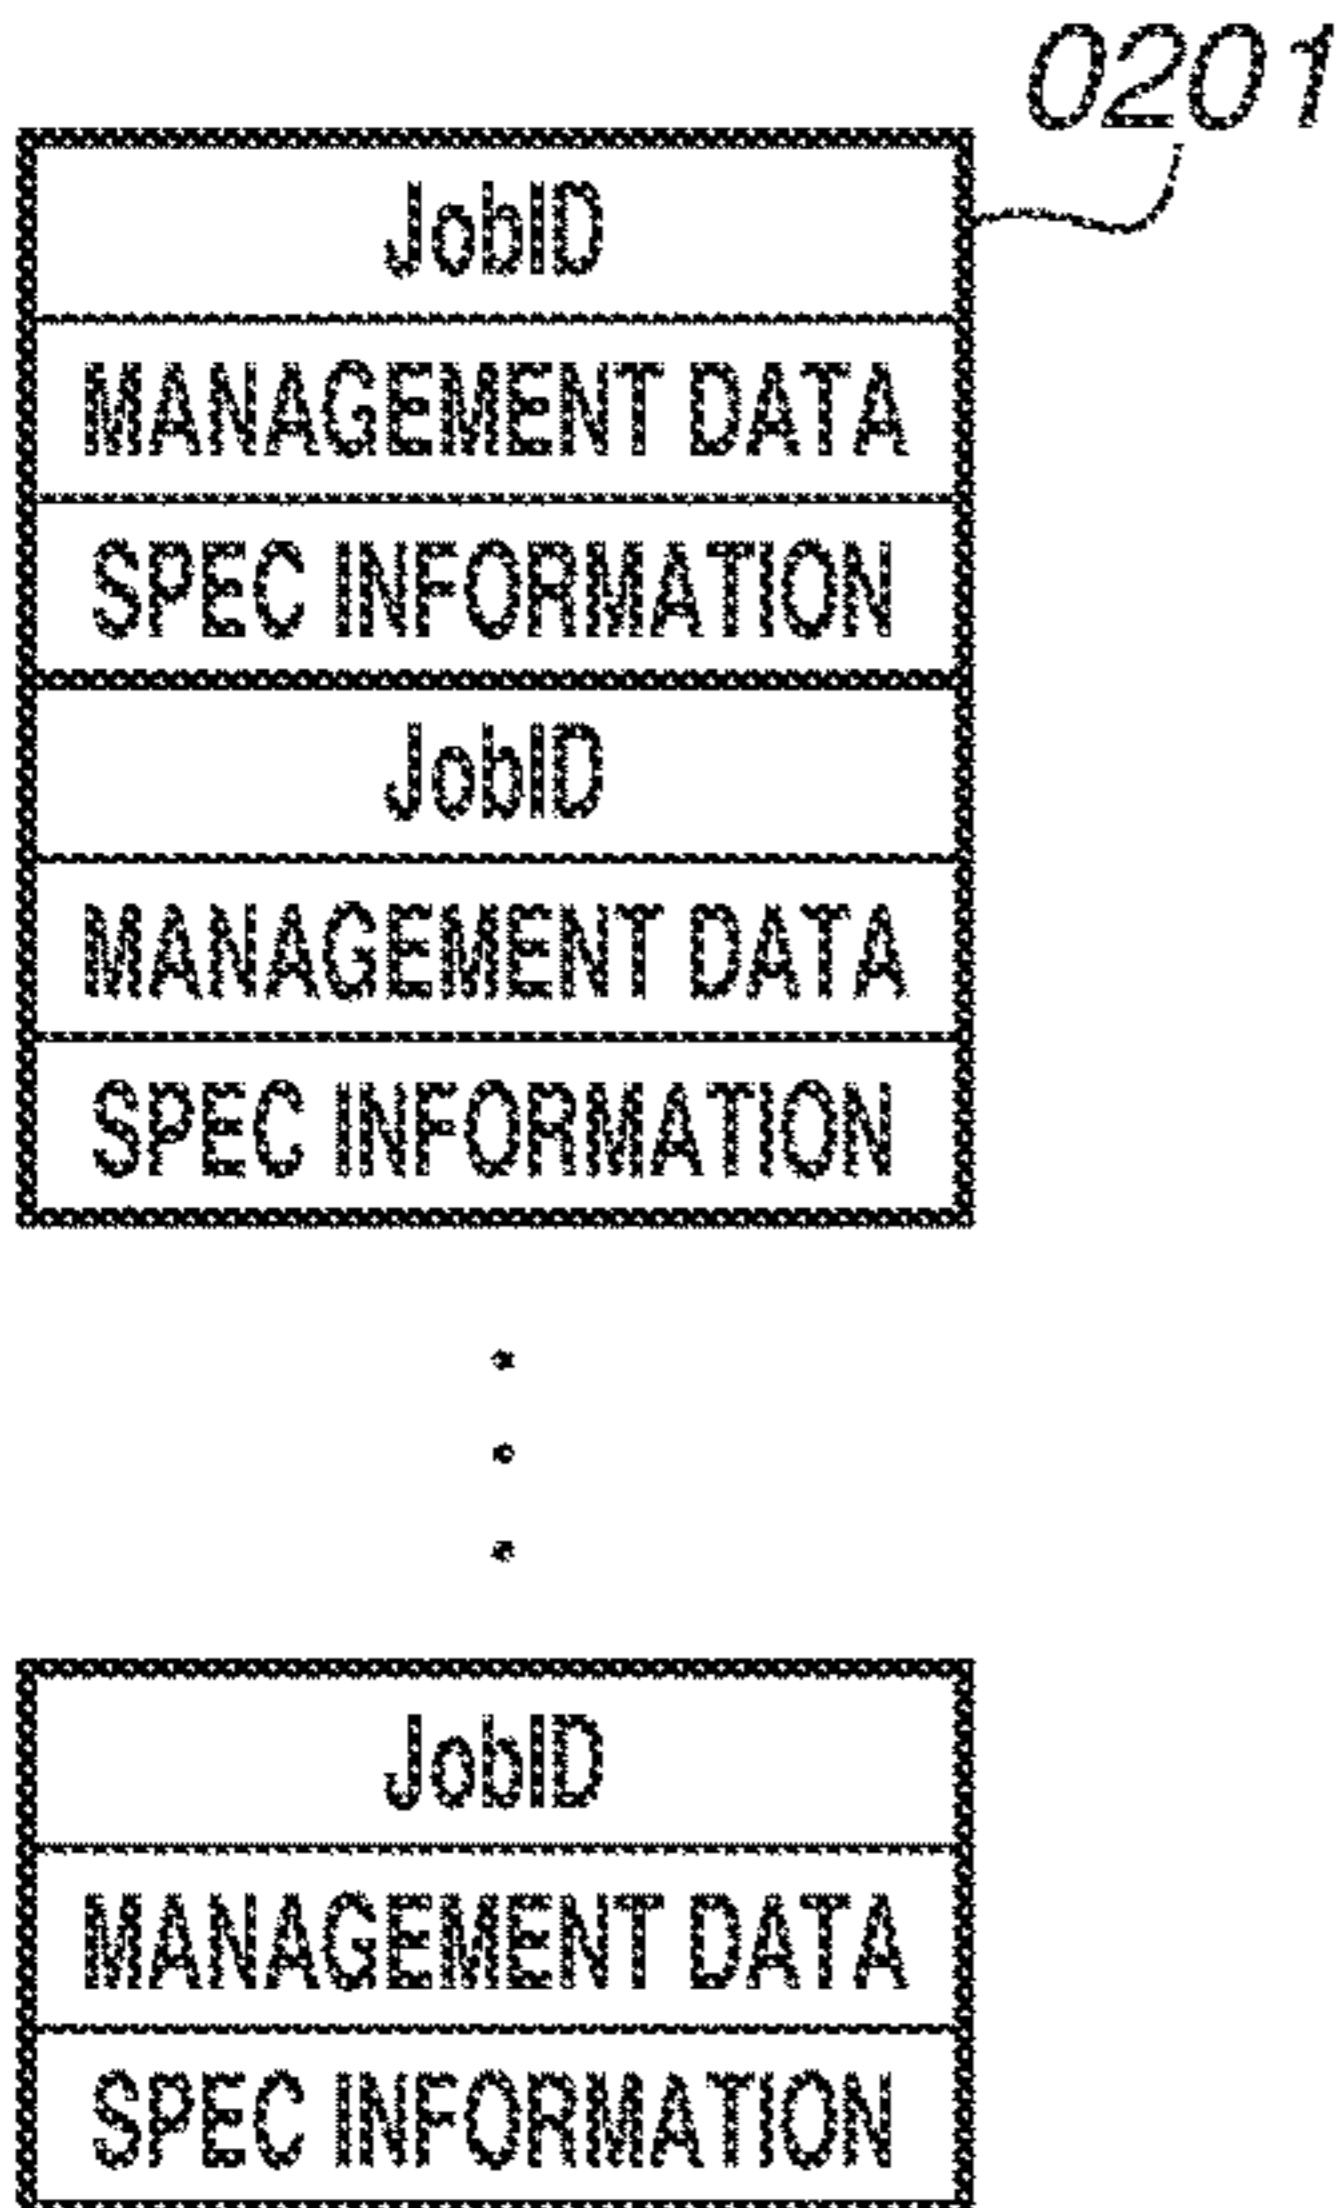 0201
JobID
MANAGEMENT DATA
SPEC INFORMATION
JobID
MANAGEMENT DATA
SPEC INFORMATION
JobID
MANAGEMENT DATA
SPEC INFORMATION